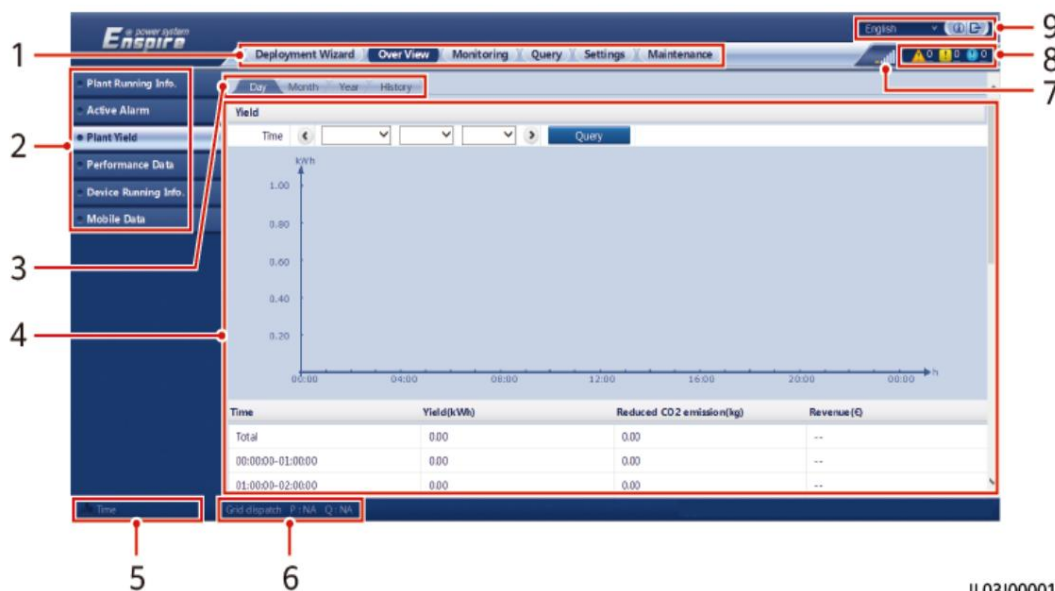 e power system
Enspire
English
9
1
Deployment Wizard Over View Monitoring Query Settings Maintenance
0 0 0
8
7
Plant Running Info.
Active Alarm
Plant Yield
Performance Data
Device Running Info.
Mobile Data
2
3
Day Month Year History
Yield
Time Query
kWh
1.00
0.80
0.60
0.40
0.20
00:00 04:00 08:00 12:00 16:00 20:00 00:00 h
4
Time Yield(kWh) Reduced CO2 emission(kg) Revenue(€)
Total 0.00 0.00 --
00:00:00-01:00:00 0.00 0.00 --
01:00:00-02:00:00 0.00 0.00 --
Time
Grid dispatch P : NA Q : NA
5
6